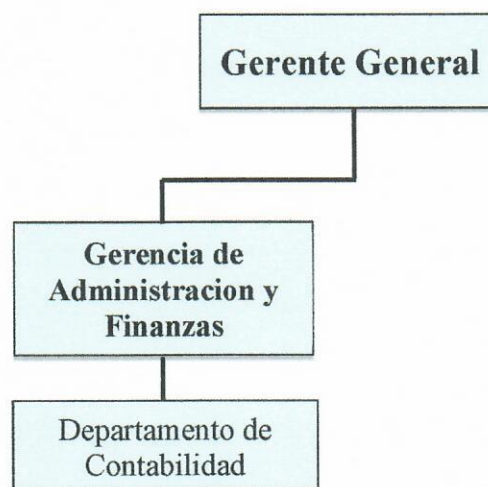 Gerente General
Gerencia de
Administracion y
Finanzas
Departamento de
Contabilidad